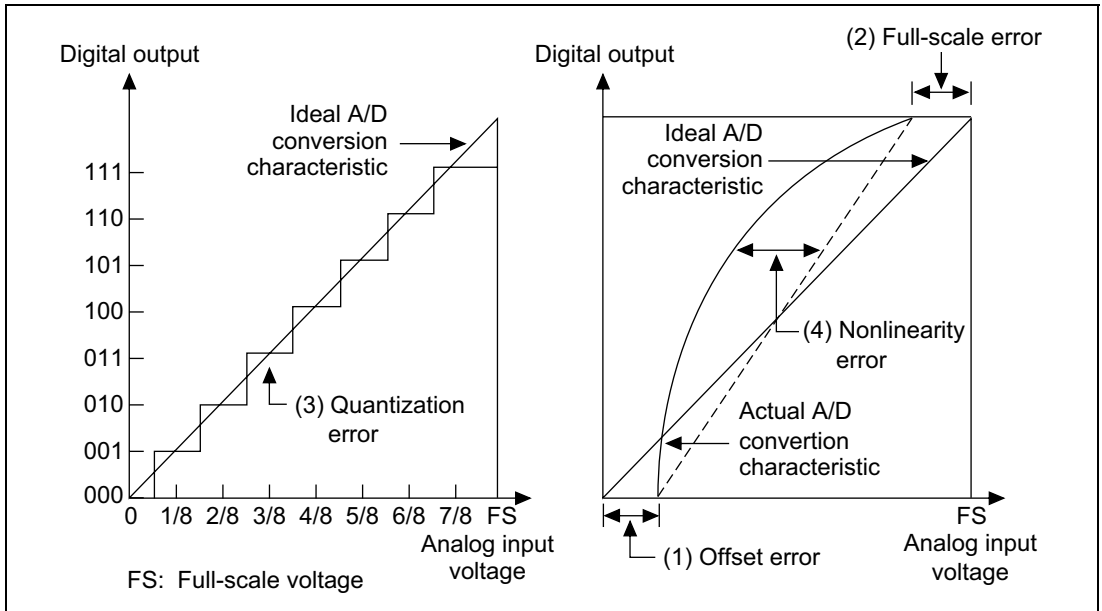 Digital output
Ideal A/D
conversion
characteristic
111
110
101
100
011
010
001
000
(3) Quantization
error
0 1/8 2/8 3/8 4/8 5/8 6/8 7/8 FS
Analog input
voltage
FS: Full-scale voltage
(2) Full-scale error
Digital output
Ideal A/D
conversion
characteristic
(4) Nonlinearity
error
Actual A/D
convertion
characteristic
FS
(1) Offset error
Analog input
voltage